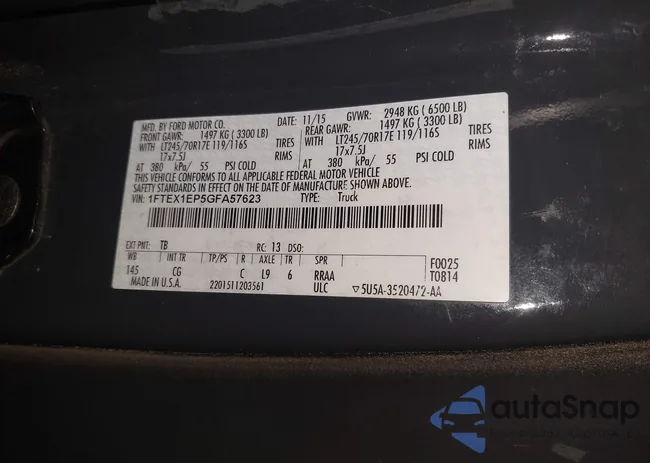 MFD. BY FORD MOTOR CO. DATE: 11/15 GVWR: 2948 KG ( 6500 LB)
FRONT GAWR: 1497 KG ( 3300 LB) REAR GAWR: 1497 KG ( 3300 LB)
WITH LT245/70R17E 119/116S TIRES WITH LT245/70R17E 119/116S TIRES
17x7.5J RIMS 17x7.5J RIMS
AT 380 kPa/ 55 PSI COLD AT 380 kPa/ 55 PSI COLD
THIS VEHICLE CONFORMS TO ALL APPLICABLE FEDERAL MOTOR VEHICLE
SAFETY STANDARDS IN EFFECT ON THE DATE OF MANUFACTURE SHOWN ABOVE.
VIN: 1FTEX1EP5GFA57623 TYPE: Truck
EXT PNT: TB RC: 13 DSO: F0025
WB INT TR TP/PS R AXLE TR SPR T0814
145 CG C L9 6 RRAA
MADE IN U.S.A. 2201511203561 ULC ▽5U5A-3520472-AA
autaSnap